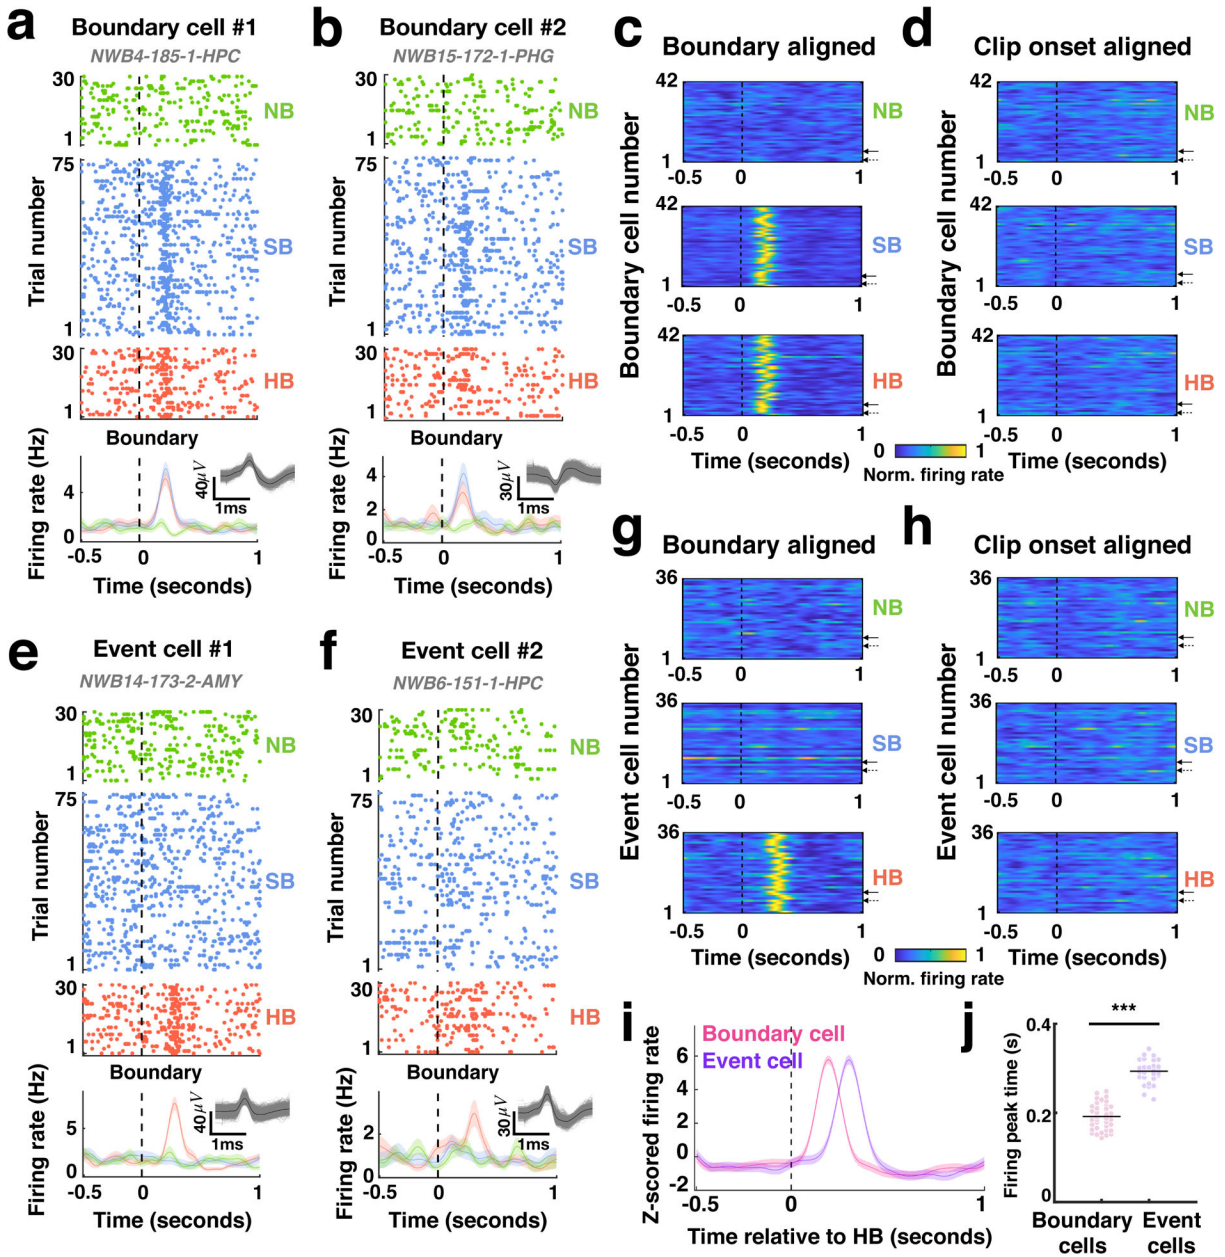 a
Boundary cell #1
NWB4-185-1-HPC
30
NB
1
75
Trial number
SB
1
30
HB
1
Boundary
Firing rate (Hz)
4
0
40µV
1ms
-0.5
0
1
Time (seconds)
b
Boundary cell #2
NWB15-172-1-PHG
30
NB
1
75
Trial number
SB
1
30
HB
1
Boundary
Firing rate (Hz)
4
2
0
30µV
1ms
-0.5
0
1
Time (seconds)
c
Boundary aligned
Boundary cell number
42
NB
1
-0.5
0
1
42
SB
1
-0.5
0
1
42
HB
1
-0.5
0
1
Time (seconds)
0
1
Norm. firing rate
d
Clip onset aligned
Boundary cell number
42
NB
1
-0.5
0
1
42
SB
1
-0.5
0
1
42
HB
1
-0.5
0
1
Time (seconds)
e
Event cell #1
NWB14-173-2-AMY
30
NB
1
75
Trial number
SB
1
30
HB
1
Boundary
Firing rate (Hz)
5
0
40µV
1ms
-0.5
0
1
Time (seconds)
f
Event cell #2
NWB6-151-1-HPC
30
NB
1
75
Trial number
SB
1
30
HB
1
Boundary
Firing rate (Hz)
2
0
30µV
1ms
-0.5
0
1
Time (seconds)
g
Boundary aligned
Event cell number
36
NB
1
-0.5
0
1
36
SB
1
-0.5
0
1
36
HB
1
-0.5
0
1
Time (seconds)
0
1
Norm. firing rate
h
Clip onset aligned
Event cell number
36
NB
1
-0.5
0
1
36
SB
1
-0.5
0
1
36
HB
1
-0.5
0
1
Time (seconds)
i
Boundary cell
Event cell
Z-scored firing rate
6
4
2
0
-2
-0.5
0
1
Time relative to HB (seconds)
j
***
Firing peak time (s)
0.4
0.2
0
Boundary cells
Event cells